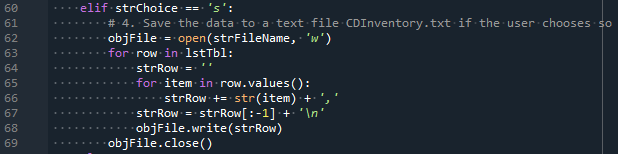 60 elif strChoice == 's':
61 # 4. Save the data to a text file CDInventory.txt if the user chooses so
62 objFile = open(strFileName, 'w')
63 for row in lstTbl:
64 strRow = ''
65 for item in row.values():
66 strRow += str(item) + ','
67 strRow = strRow[:-1] + '\n'
68 objFile.write(strRow)
69 objFile.close()